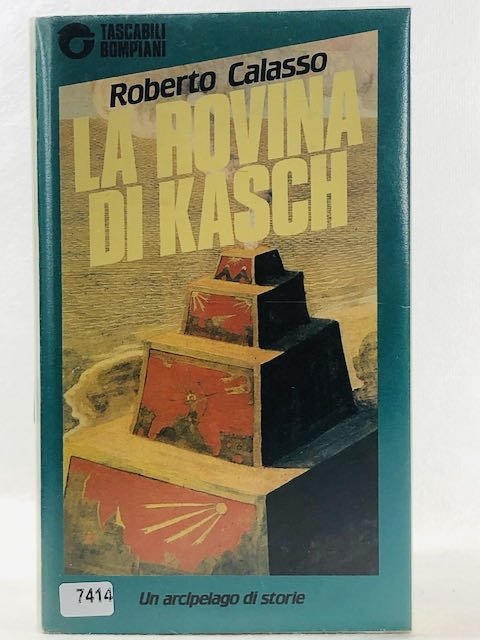 TASCABILI
BOMPIANI
Roberto Calasso
LA ROVINA
DI KASCH
Un arcipelago di storie
7414